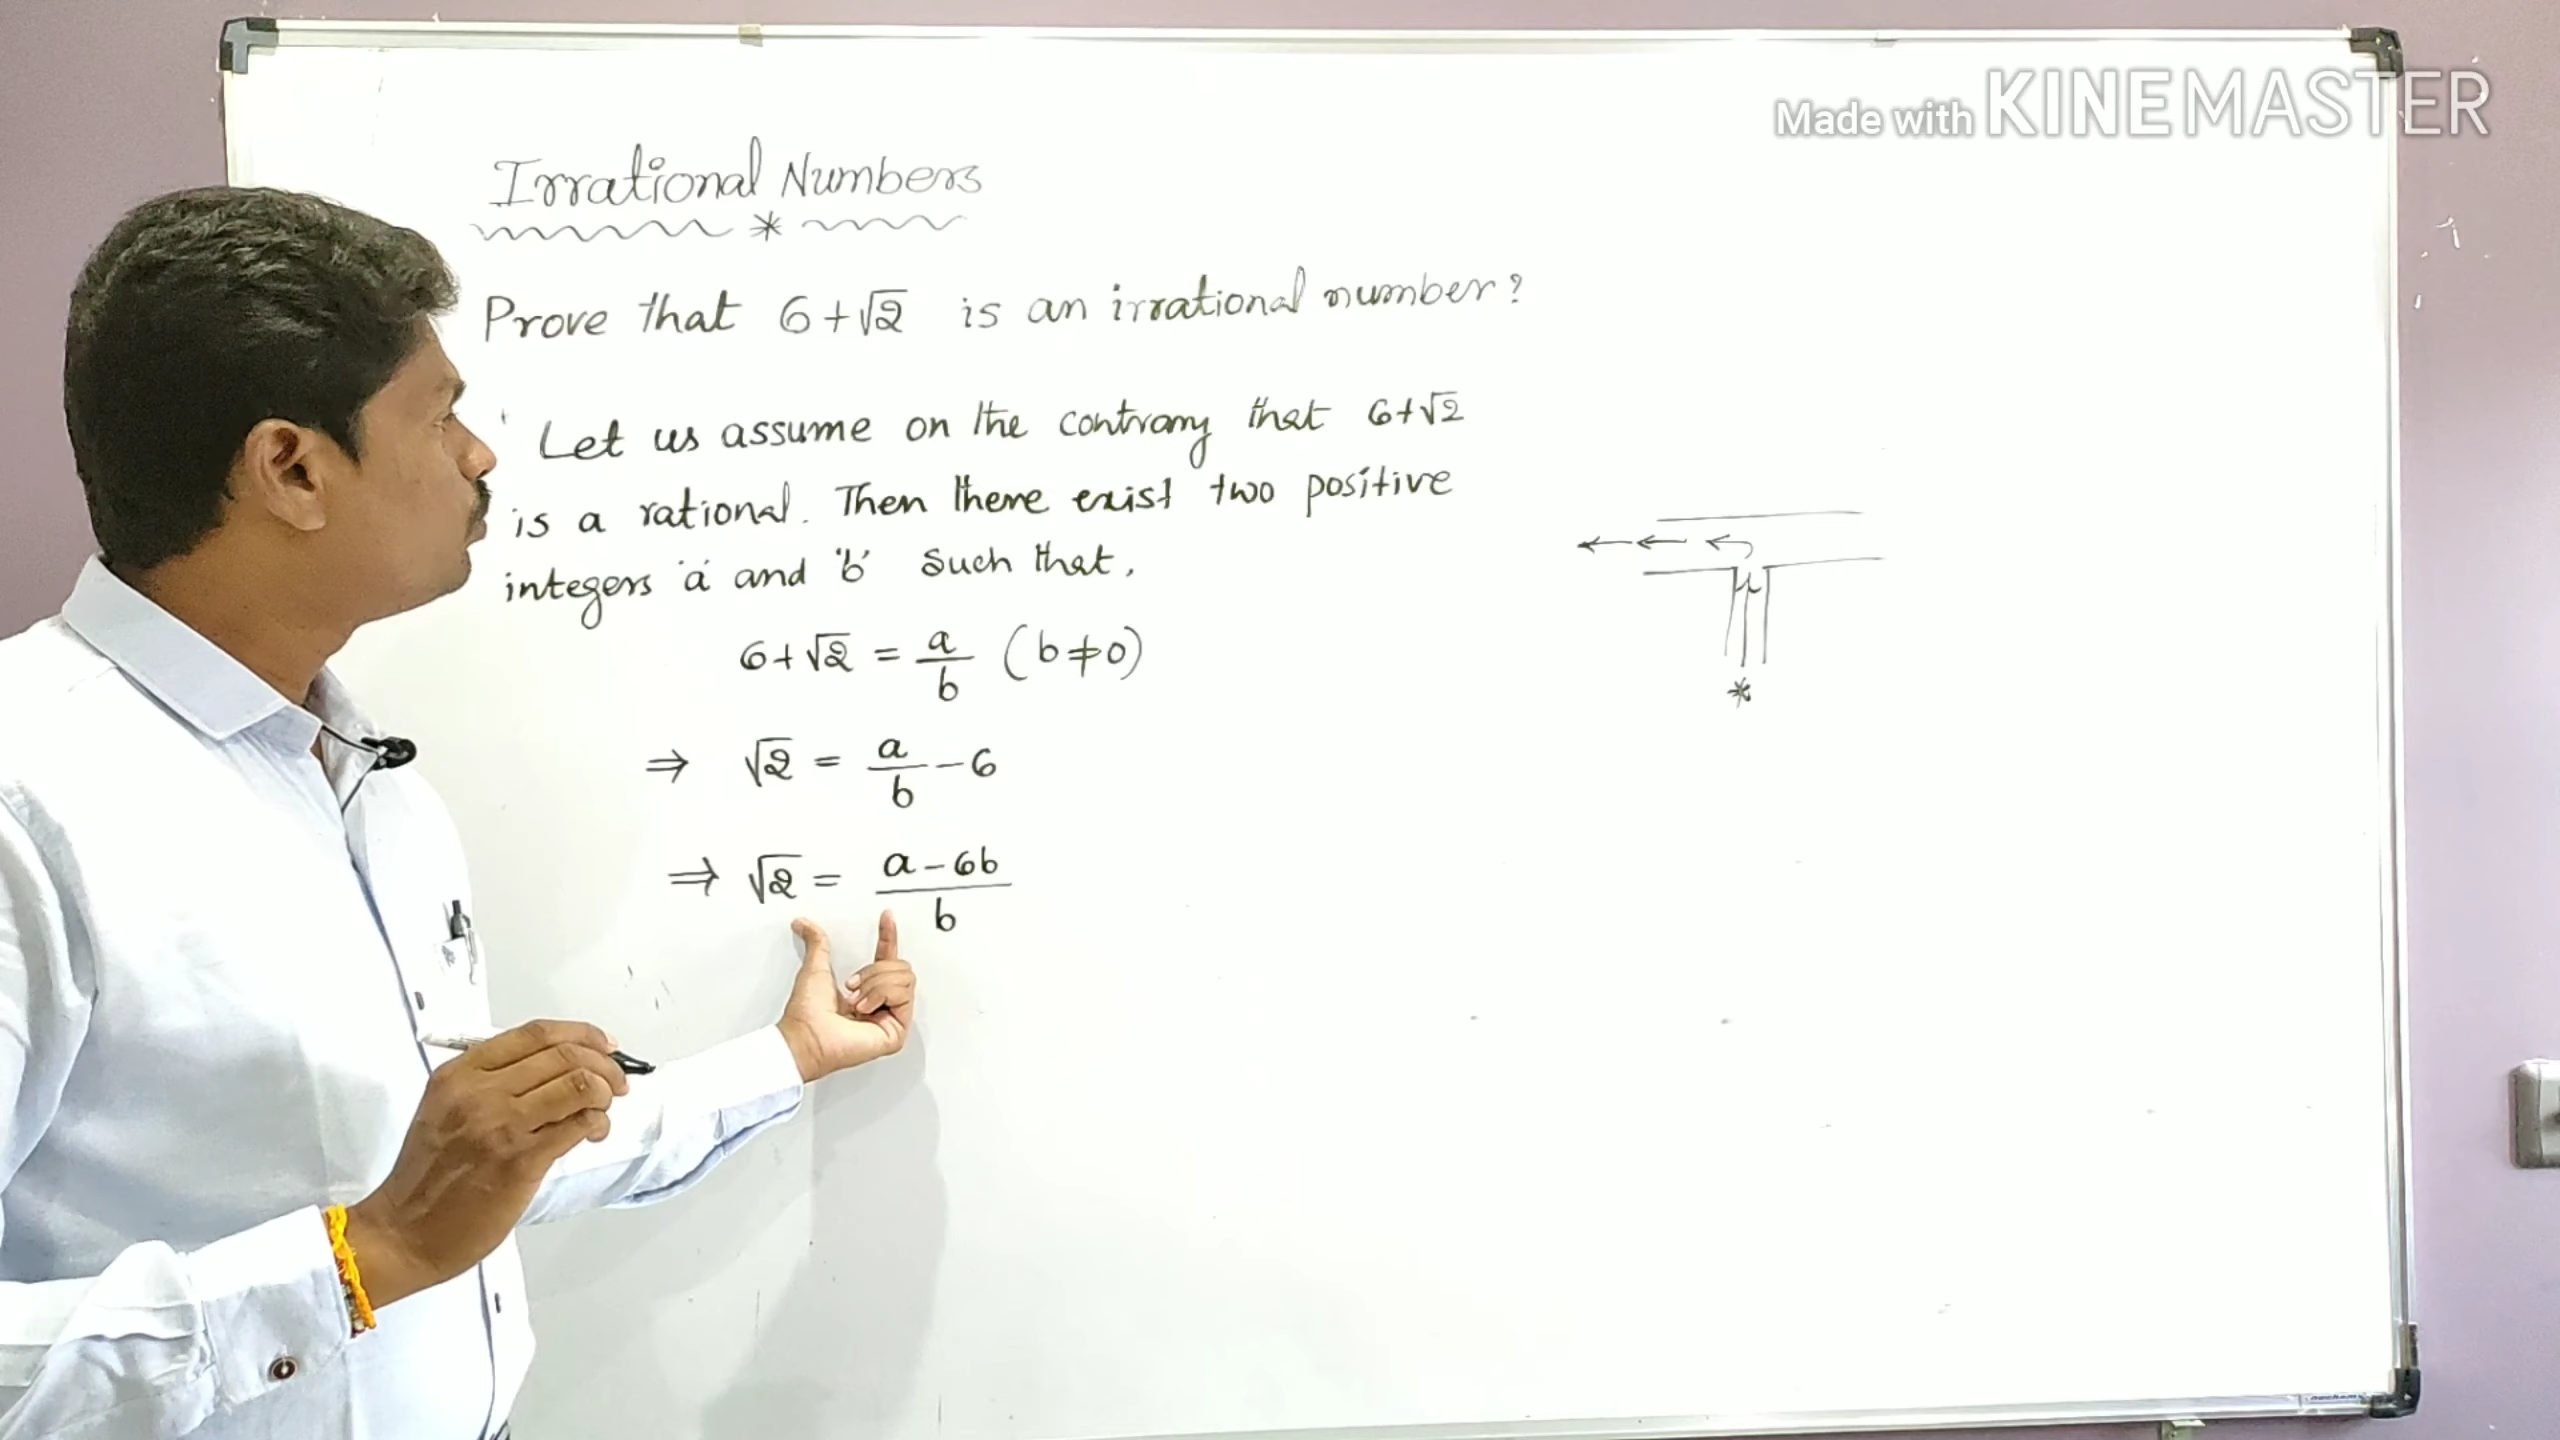 Made with KINEMASTER
Irrational Numbers
Prove that 6+√2 is an irrational number?
Let us assume on the contrary that 6+√2
is a rational. Then there exist two positive
integers 'a' and 'b' such that,
6+√2 = a/b (b≠0)
⇒ √2 = a/b - 6
⇒ √2 = a-6b/b